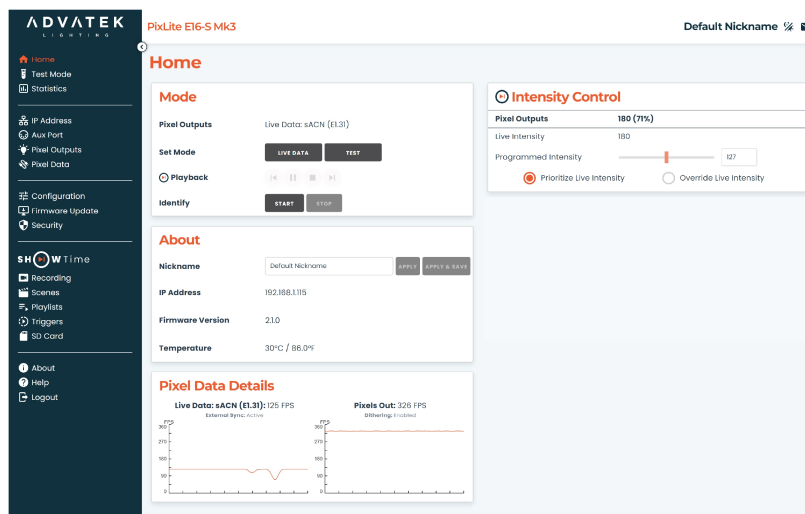 ADVATEK
LIGHTING
PixLite E16-S Mk3
Default Nickname
Home
Test Mode
Statistics
IP Address
Aux Port
Pixel Outputs
Pixel Data
Configuration
Firmware Update
Security
SHOWTime
Recording
Scenes
Playlists
Triggers
SD Card
About
Help
Logout
Home
Mode
Pixel Outputs Live Data: sACN (E1.31)
Set Mode LIVE DATA TEST
Playback
Identify START STOP
About
Nickname Default Nickname APPLY APPLY & SAVE
IP Address 192.168.1.115
Firmware Version 2.1.0
Temperature 30°C / 86.0°F
Pixel Data Details
Live Data: sACN (E1.31): 125 FPS
External Sync: Active
FPS
360
270
180
90
0
Pixels Out: 326 FPS
Dithering: Enabled
FPS
360
270
180
90
0
Intensity Control
Pixel Outputs 180 (71%)
Live Intensity 180
Programmed Intensity 127
Prioritize Live Intensity Override Live Intensity